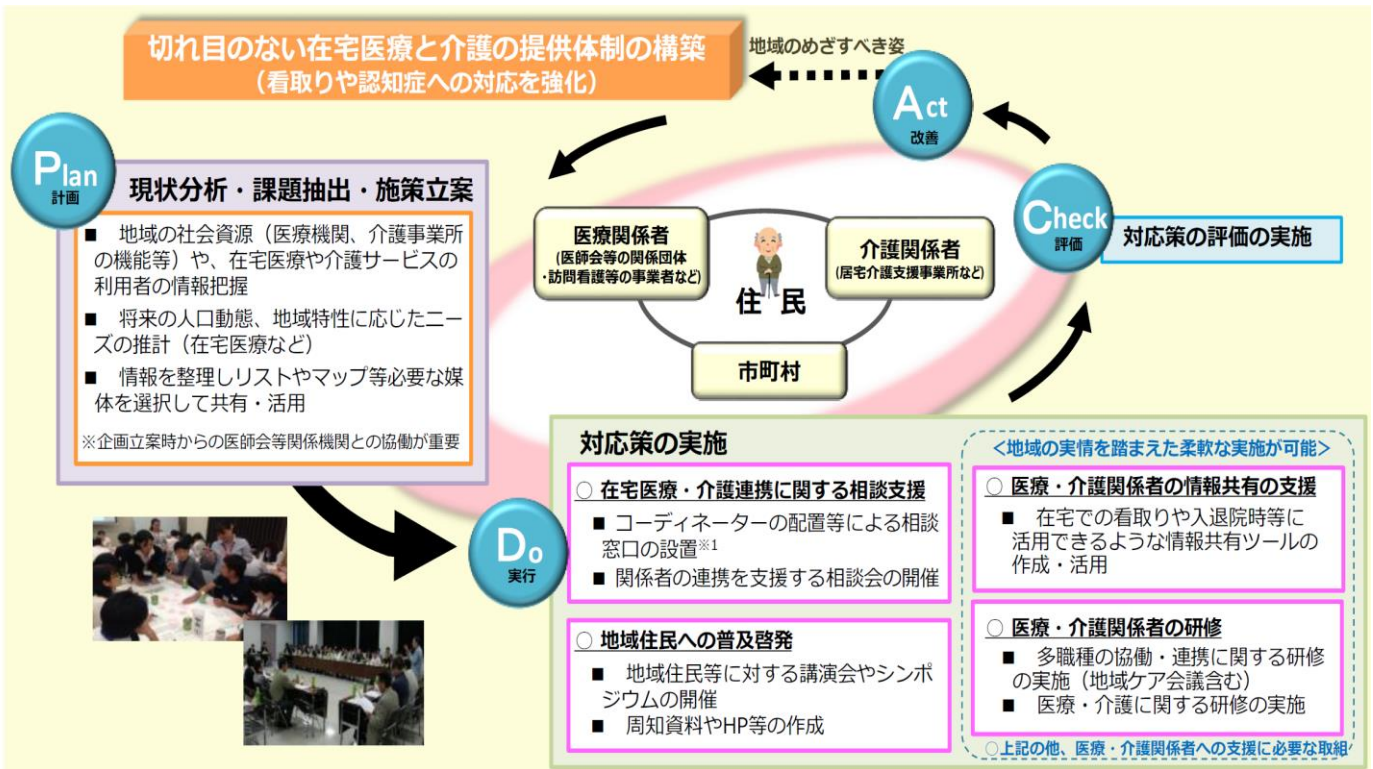 切れ目のない在宅医療と介護の提供体制の構築
（看取りや認知症への対応を強化）
地域のめざすべき姿
Act
改善
Plan
計画
現状分析・課題抽出・施策立案
■ 地域の社会資源（医療機関、介護事業所
の機能等）や、在宅医療や介護サービスの
利用者の情報把握
■ 将来の人口動態、地域特性に応じたニー
ズの推計（在宅医療など）
■ 情報を整理しリストやマップ等必要な媒
体を選択して共有・活用
※企画立案時からの医師会等関係機関との協働が重要
医療関係者
(医師会等の関係団体
・訪問看護等の事業者など)
介護関係者
(居宅介護支援事業所など)
住民
市町村
Check
評価
対応策の評価の実施
Do
実行
対応策の実施
○ 在宅医療・介護連携に関する相談支援
■ コーディネーターの配置等による相談
窓口の設置※1
■ 関係者の連携を支援する相談会の開催
○ 地域住民への普及啓発
■ 地域住民等に対する講演会やシンポ
ジウムの開催
■ 周知資料やHP等の作成
＜地域の実情を踏まえた柔軟な実施が可能＞
○ 医療・介護関係者の情報共有の支援
■ 在宅での看取りや入退院時等に
活用できるような情報共有ツールの
作成・活用
○ 医療・介護関係者の研修
■ 多職種の協働・連携に関する研修
の実施（地域ケア会議含む）
■ 医療・介護に関する研修の実施
○上記の他、医療・介護関係者への支援に必要な取組